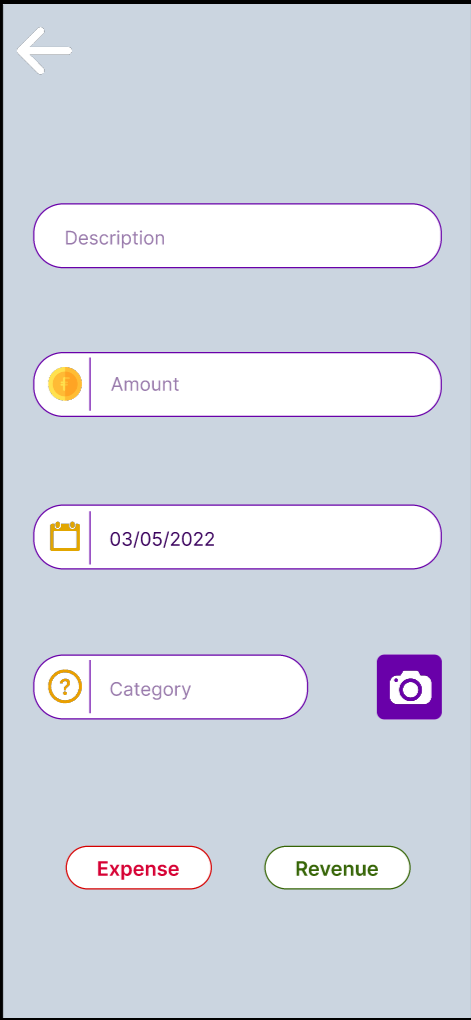 Description
Amount
03/05/2022
?
Category
Expense
Revenue